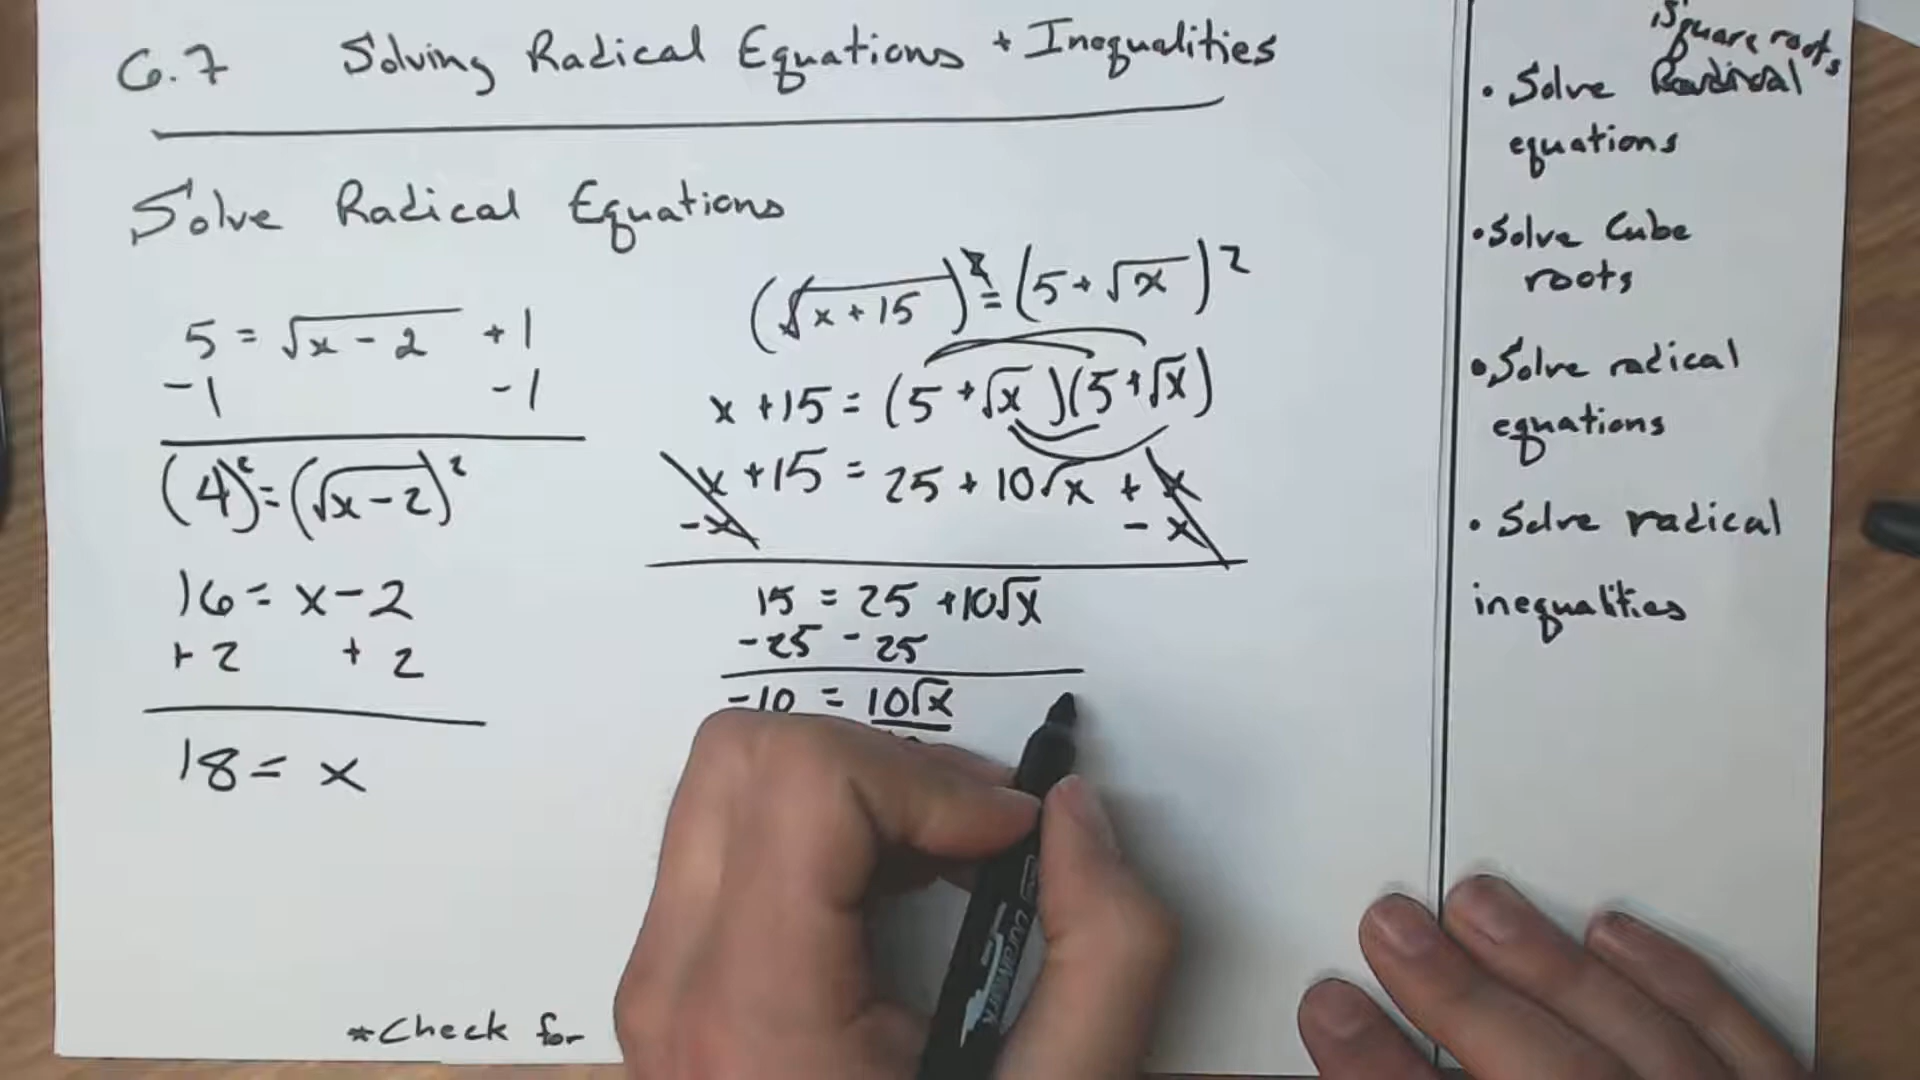 6.7 Solving Radical Equations + Inequalities
Solve Radical Equations
5 = √x - 2 + 1
-1 -1
(4)² = (√x - 2)²
16 = x - 2
+2 + 2
18 = x
(√x + 15)² = (5 + √x)²
x + 15 = (5 + √x)(5 + √x)
x + 15 = 25 + 10√x + x
-x - x
15 = 25 + 10√x
-25 - 25
-10 = 10√x
*Check for
square roots
• Solve Radical
equations
• Solve Cube
roots
• Solve radical
equations
• Solve radical
inequalities